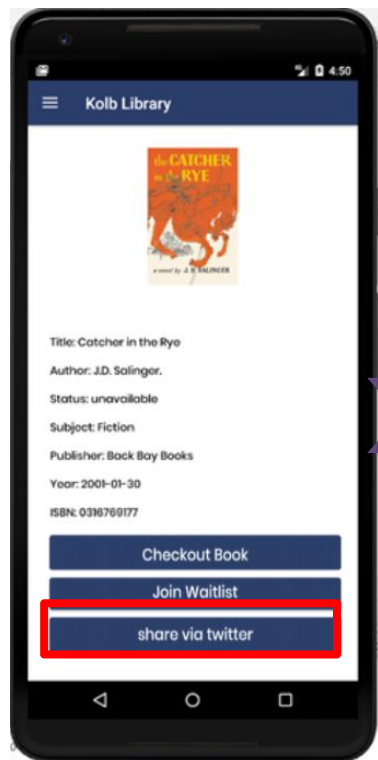 4:50
Kolb Library
the CATCHER
in the RYE
a novel by J. D. SALINGER
Title: Catcher in the Rye
Author: J.D. Salinger.
Status: unavailable
Subject: Fiction
Publisher: Back Bay Books
Year: 2001-01-30
ISBN: 0316769177
Checkout Book
Join Waitlist
share via twitter